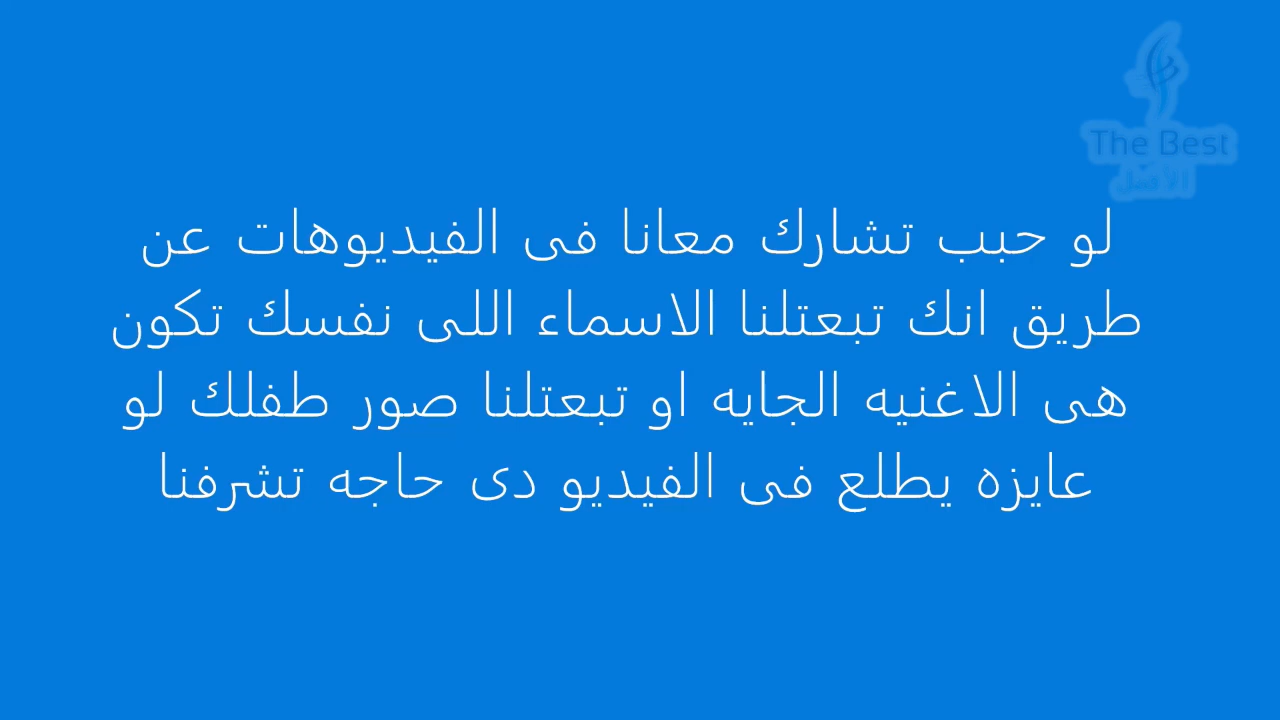 The Best
الأفضل
لو حبب تشارك معانا فى الفيديوهات عن
طريق انك تبعتلنا الاسماء اللى نفسك تكون
هى الاغنيه الجايه او تبعتلنا صور طفلك لو
عايزه يطلع فى الفيديو دى حاجه تشرفنا